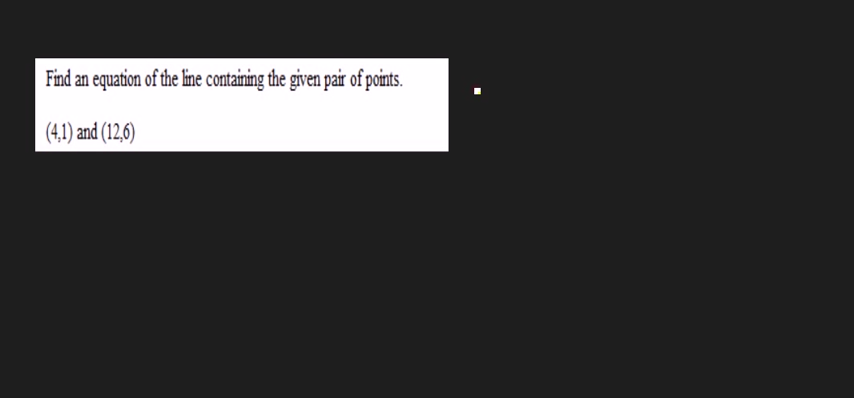 Find an equation of the line containing the given pair of points.
(4,1) and (12,6)